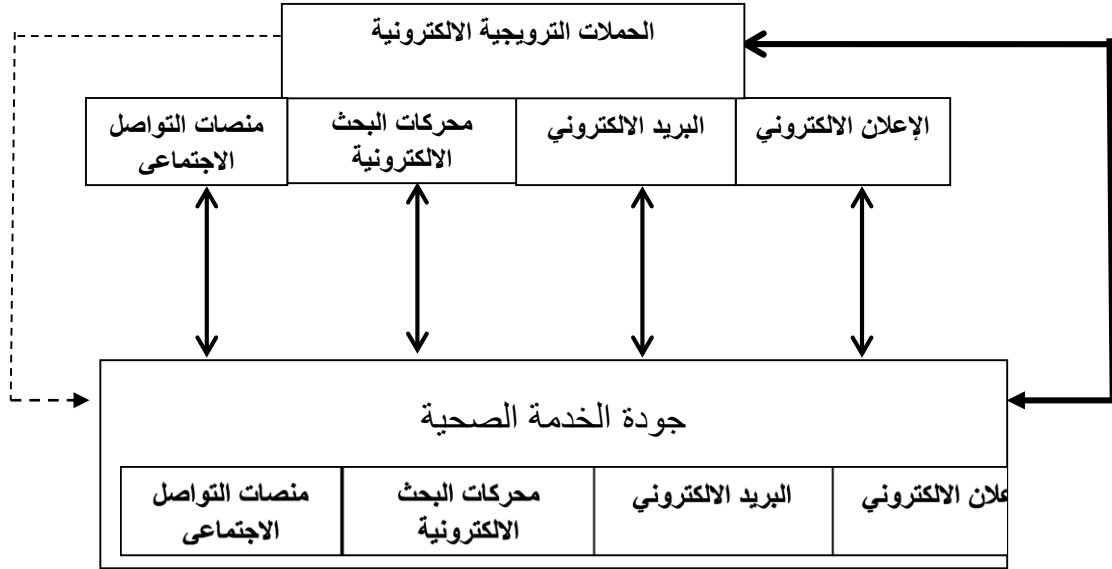 الحملات الترويجية الالكترونية
الإعلان الالكتروني
البريد الالكتروني
محركات البحث
الالكترونية
منصات التواصل
الاجتماعى
جودة الخدمة الصحية
علان الالكتروني
البريد الالكتروني
محركات البحث
الالكترونية
منصات التواصل
الاجتماعى